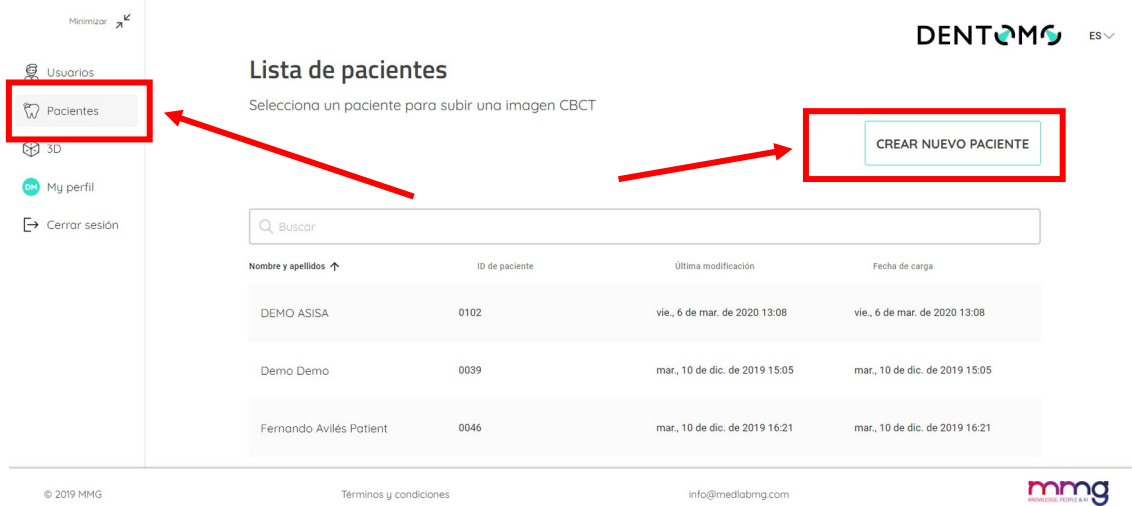 Minimizar
DENTOMO
ES
Usuarios
Lista de pacientes
Pacientes
Selecciona un paciente para subir una imagen CBCT
CREAR NUEVO PACIENTE
3D
DM My perfil
Cerrar sesión
Buscar
Nombre y apellidos ID de paciente Última modificación Fecha de carga
DEMO ASISA 0102 vie., 6 de mar. de 2020 13:08 vie., 6 de mar. de 2020 13:08
Demo Demo 0039 mar., 10 de dic. de 2019 15:05 mar., 10 de dic. de 2019 15:05
Fernando Avilés Patient 0046 mar., 10 de dic. de 2019 16:21 mar., 10 de dic. de 2019 16:21
© 2019 MMG Términos y condiciones info@medlabmg.com mmg
KNOWLEDGE, PEOPLE & AI